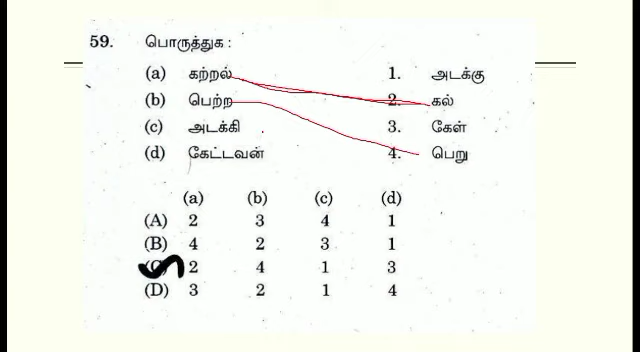 59. பொருத்துக :
(a) கற்றல் 1. அடக்கு
(b) பெற்ற 2. கல்
(c) அடக்கி 3. கேள்
(d) கேட்டவன் 4. பெறு
(a) (b) (c) (d)
(A) 2 3 4 1
(B) 4 2 3 1
(C) 2 4 1 3
(D) 3 2 1 4